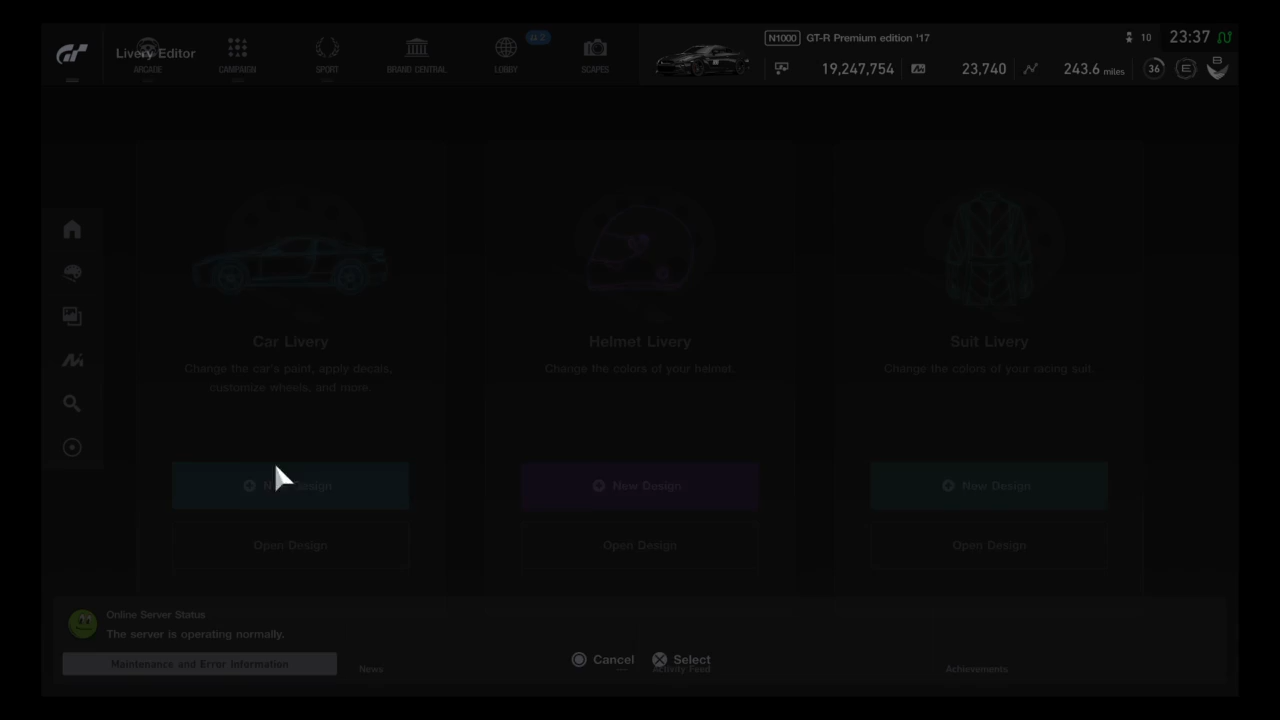 Livery Editor
ARCADE
CAMPAIGN
SPORT
BRAND CENTRAL
LOBBY
2
SCAPES
N1000 GT-R Premium edition '17
10
23:37
19,247,754
23,740
243.6 miles
36
E
B
Car Livery
Change the car's paint, apply decals,
customize wheels, and more.
New Design
Open Design
Helmet Livery
Change the colors of your helmet.
New Design
Open Design
Suit Livery
Change the colors of your racing suit.
New Design
Open Design
Online Server Status
The server is operating normally.
Maintenance and Error Information
News
Cancel
Select
Activity Feed
Achievements